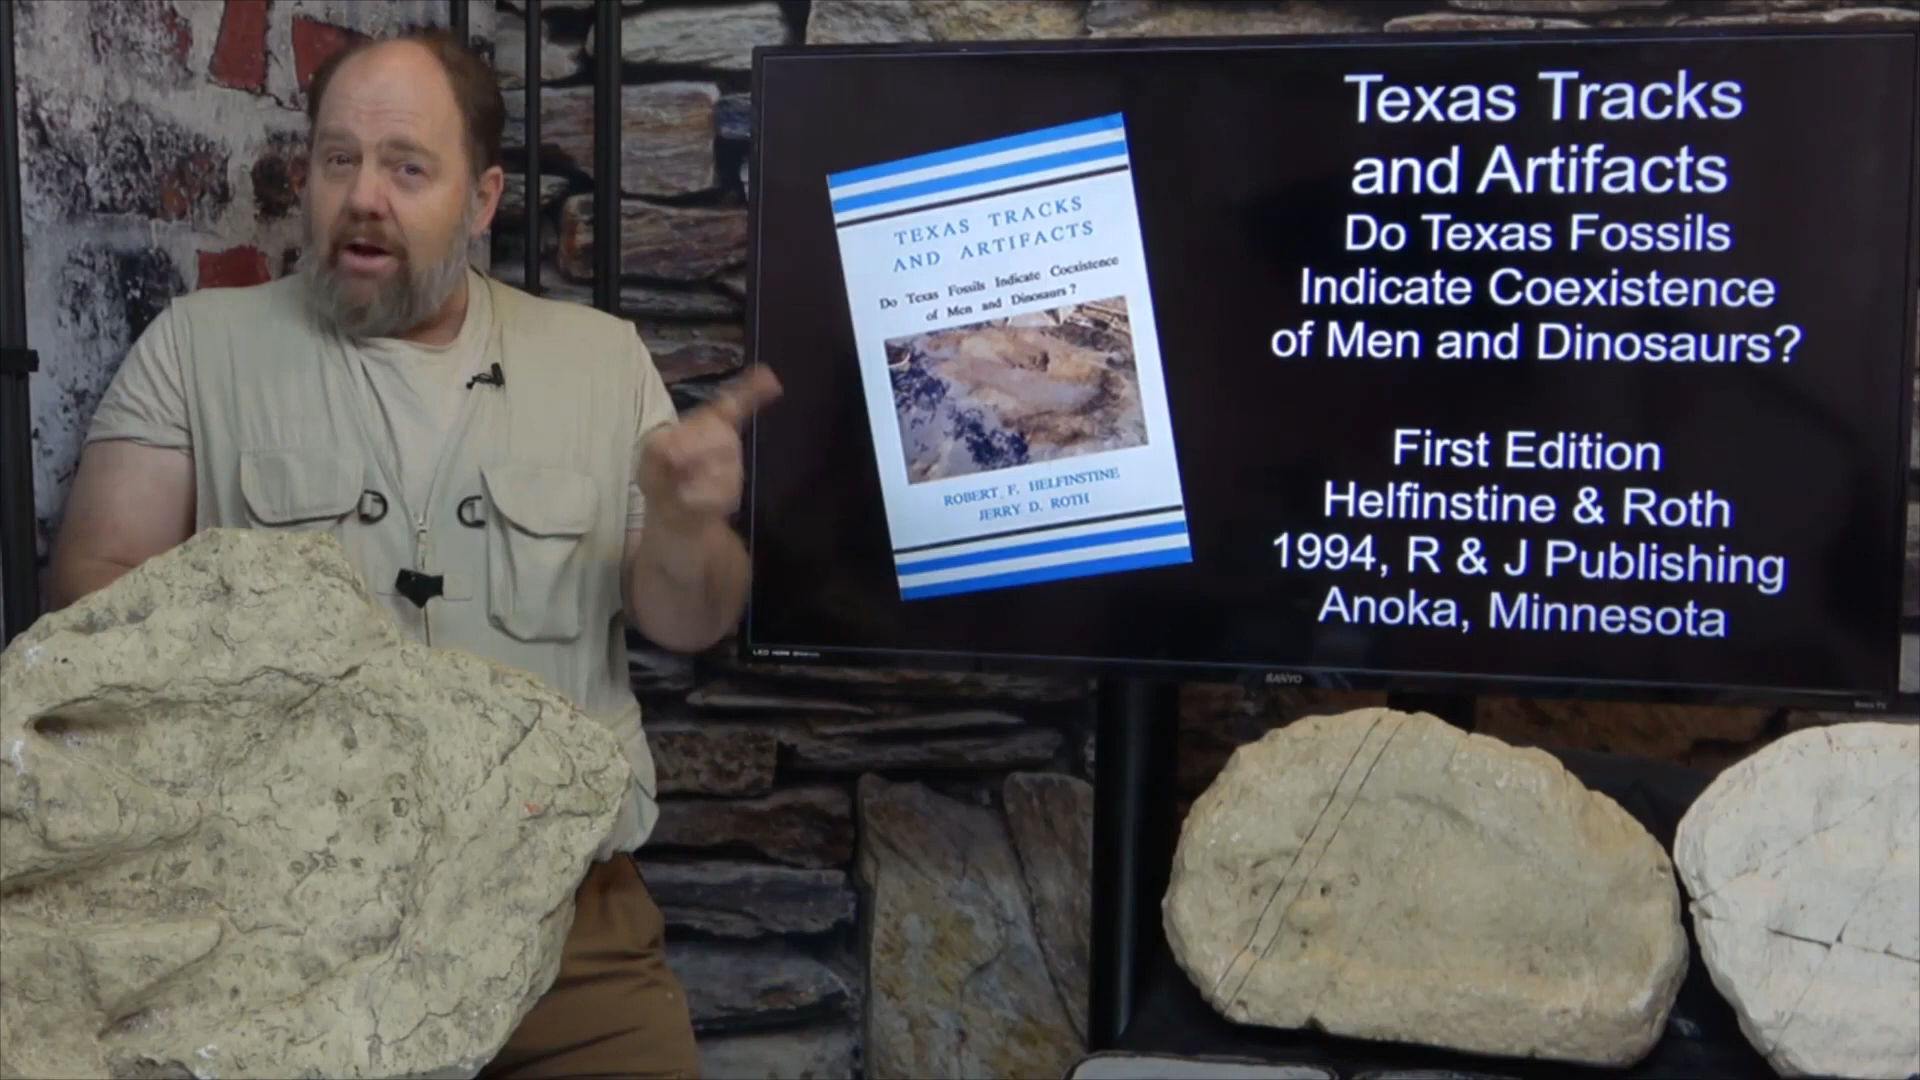 TEXAS TRACKS
AND ARTIFACTS
Do Texas Fossils Indicate Coexistence
of Men and Dinosaurs?
ROBERT F. HELFINSTINE
JERRY D. ROTH
Texas Tracks
and Artifacts
Do Texas Fossils
Indicate Coexistence
of Men and Dinosaurs?
First Edition
Helfinstine & Roth
1994, R & J Publishing
Anoka, Minnesota
SANYO